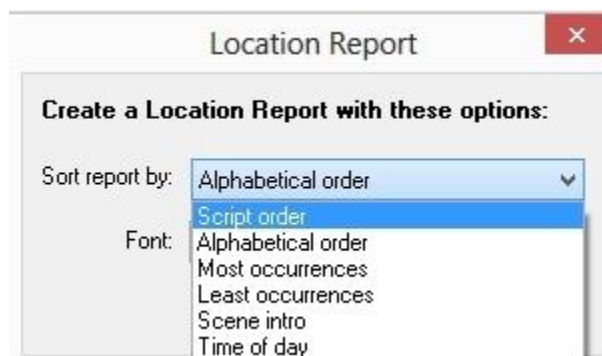 Location Report
Create a Location Report with these options:
Sort report by: Alphabetical order
Script order
Font: Alphabetical order
Most occurrences
Least occurrences
Scene intro
Time of day